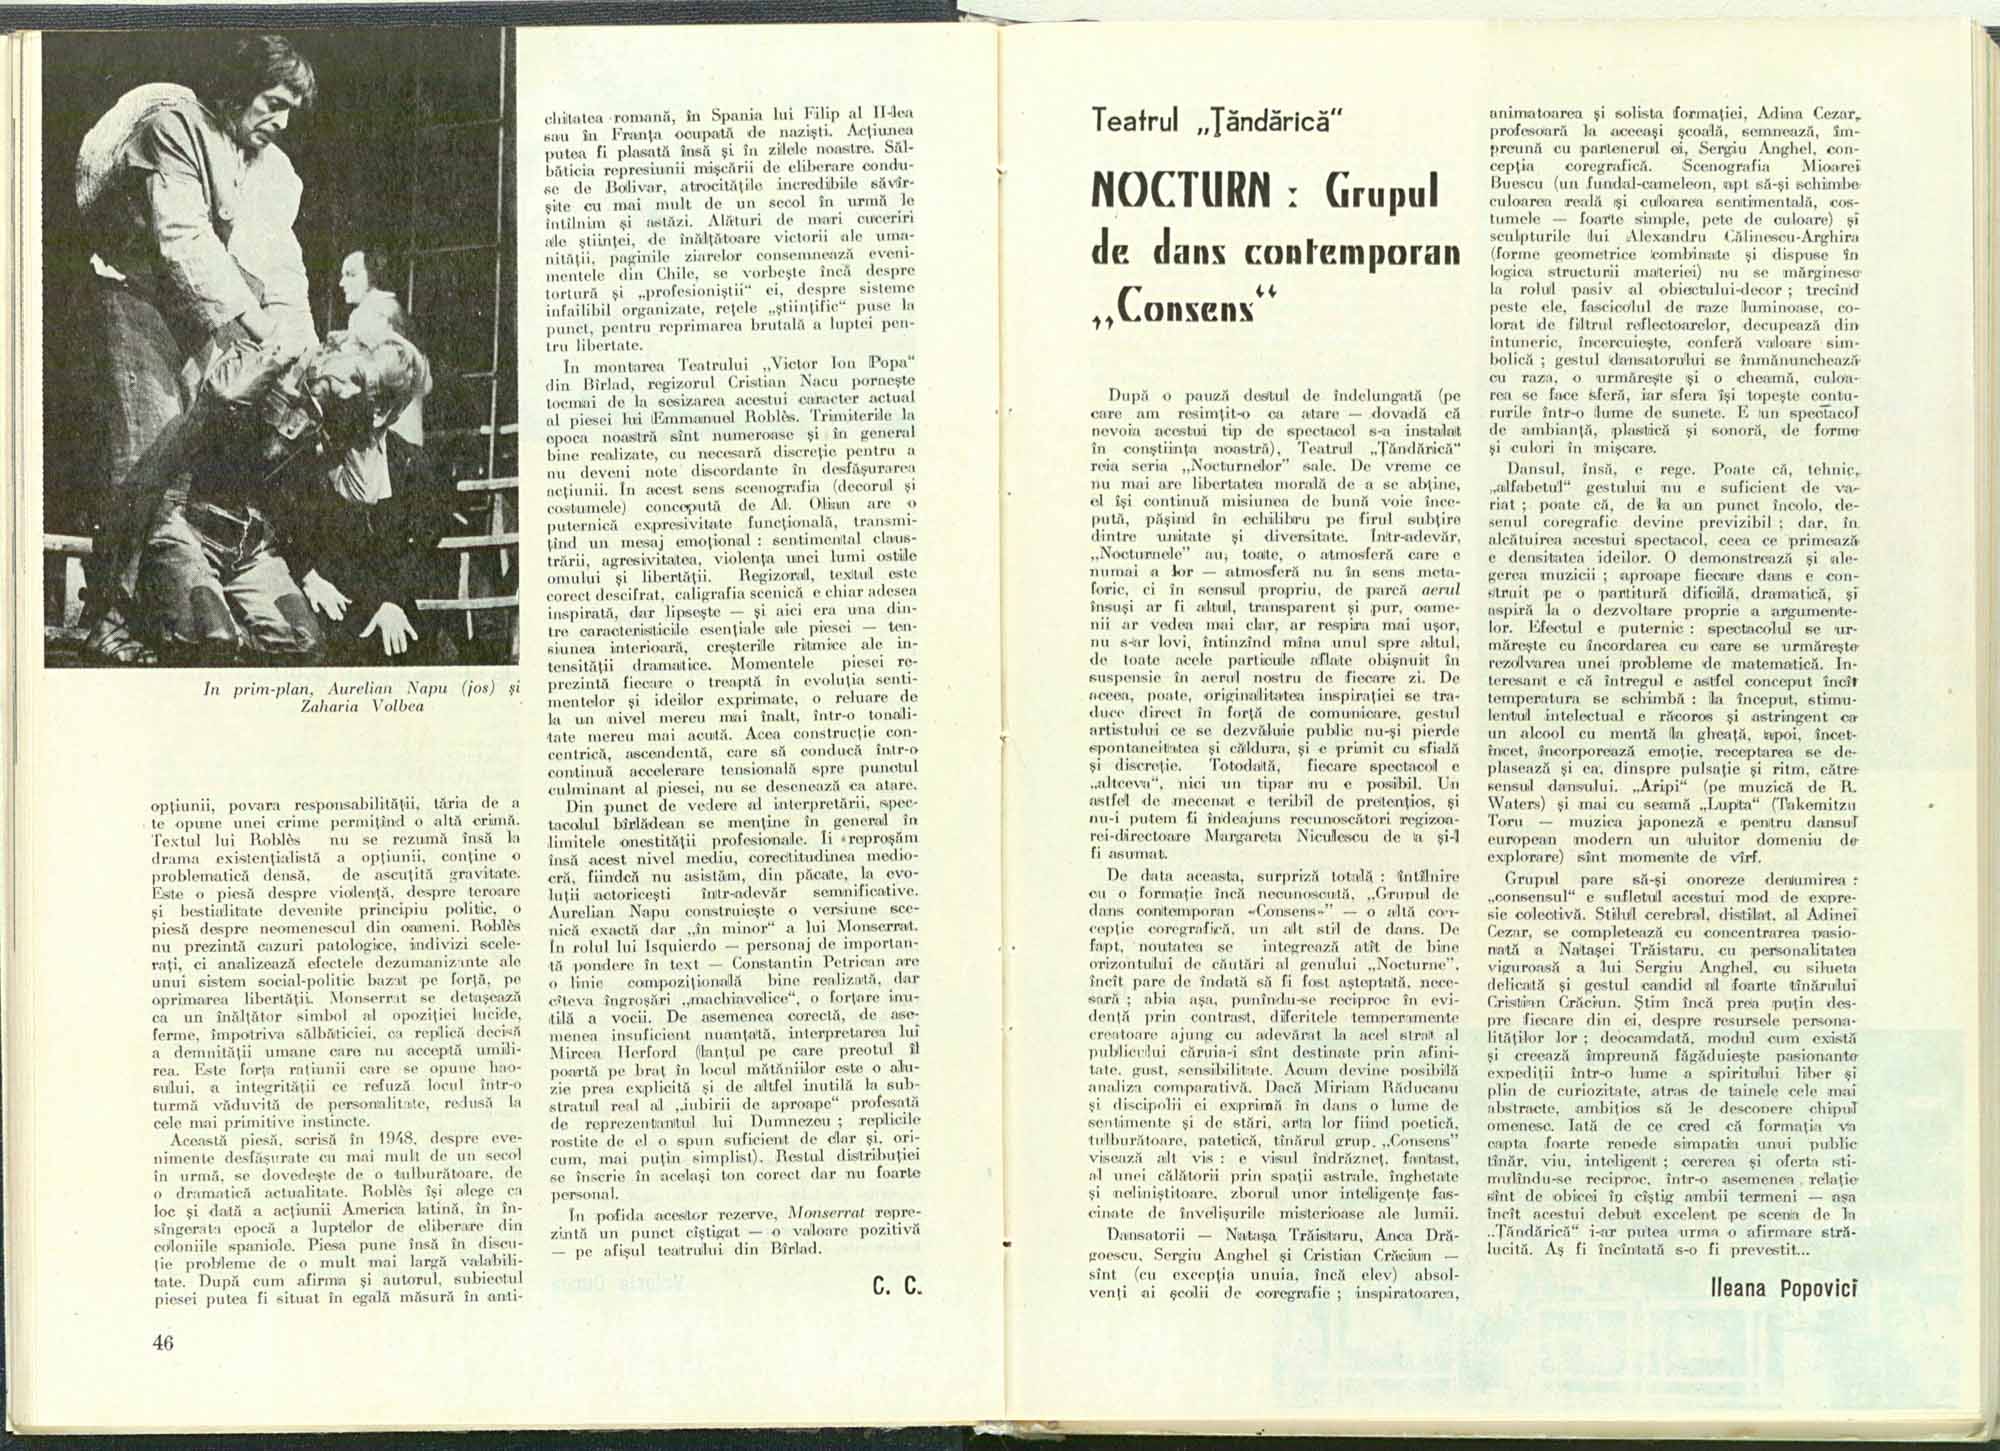 In prim-plan, Aurelian Napu (jos) și
Zaharia Volbea
opțiunii, povara responsabilității, tăria de a
te opune unei crime permițînd o altă crimă.
Textul lui Roblès nu se rezumă însă la
drama existențialistă a opțiunii, conține o
problematică densă, de ascuțită gravitate.
Este o piesă despre violență, despre teroare
și bestialitate devenite principiu politic, o
piesă despre neomenescul din oameni. Roblès
nu prezintă cazuri patologice, indivizi scele-
rați, ci analizează efectele dezumanizante ale
unui sistem social-politic bazat pe forță, pe
oprimarea libertății. Monserrat se detașează
ca un înălțător simbol al opoziției lucide,
ferme, împotriva sălbăticiei, ca replică decisă
a demnității umane care nu acceptă umili-
rea. Este forța rațiunii care se opune hao-
sului, a integrității ce refuză locul într-o
turmă văduvită de personalitate, redusă la
cele mai primitive instincte.
Această piesă, scrisă în 1948, despre eve-
nimente desfășurate cu mai mult de un secol
în urmă, se dovedește de o tulburătoare, de
o dramatică actualitate. Roblès își alege ca
loc și dată a acțiunii America latină, în în-
sîngerata epocă a luptelor de eliberare din
coloniile spaniole. Piesa pune însă în discu-
ție probleme de o mult mai largă valabili-
tate. După cum afirma și autorul, subiectul
piesei putea fi situat în egală măsură în anti-
46
chitatea romană, în Spania lui Filip al II-lea
sau în Franța ocupată de naziști. Acțiunea
putea fi plasată însă și în zilele noastre. Săl-
băticia represiunii mișcării de eliberare condu-
se de Bolivar, atrocitățile incredibile săvîr-
șite cu mai mult de un secol în urmă le
întîlnim și astăzi. Alături de mari cuceriri
ale științei, de înălțătoare victorii ale uma-
nității, paginile ziarelor consemnează eveni-
mentele din Chile, se vorbește încă despre
tortură și „profesioniștii“ ei, despre sisteme
infailibil organizate, rețele „științific“ puse la
punct, pentru reprimarea brutală a luptei pen-
tru libertate.
In montarea Teatrului „Victor Ion Popa“
din Bîrlad, regizorul Cristian Nacu pornește
tocmai de la sesizarea acestui caracter actual
al piesei lui Emmanuel Roblès. Trimiterile la
epoca noastră sînt numeroase și în general
bine realizate, cu necesară discreție pentru a
nu deveni note discordante în desfășurarea
acțiunii. In acest sens scenografia (decorul și
costumele) concepută de Al. Olian are o
puternică expresivitate funcțională, transmi-
țînd un mesaj emoțional : sentimentul claus-
trării, agresivitatea, violența unei lumi ostile
omului și libertății. Regizoral, textul este
corect descifrat, caligrafia scenică e chiar adesea
inspirată, dar lipsește — și aici era una din-
tre caracteristicile esențiale ale piesei — ten-
siunea interioară, creșterile ritmice ale in-
tensității dramatice. Momentele piesei re-
prezintă fiecare o treaptă în evoluția senti-
mentelor și ideilor exprimate, o reluare de
la un nivel mereu mai înalt, într-o tonali-
tate mereu mai acută. Acea construcție con-
centrică, ascendentă, care să conducă într-o
continuă accelerare tensională spre punctul
culminant al piesei, nu se desenează ca atare.
Din punct de vedere al interpretării, spec-
tacolul bîrlădean se menține în general în
limitele onestității profesionale. Ii reproșăm
însă acest nivel mediu, corectitudinea medio-
cră, fiindcă nu asistăm, din păcate, la evo-
luții actoricești într-adevăr semnificative.
Aurelian Napu construiește o versiune sce-
nică exactă dar „în minor“ a lui Monserrat.
In rolul lui Isquierdo — personaj de importan-
tă pondere în text — Constantin Petrican are
o linie compozițională bine realizată, dar
cîteva îngroșări „machiavelice“, o forțare inu-
tilă a vocii. De asemenea corectă, de ase-
menea insuficient nuanțată, interpretarea lui
Mircea Herford (lanțul pe care preotul îl
poartă pe braț în locul mătăniilor este o alu-
zie prea explicită și de altfel inutilă la sub-
stratul real al „iubirii de aproape“ profesată
de reprezentantul lui Dumnezeu ; replicile
rostite de el o spun suficient de clar și, ori-
cum, mai puțin simplist). Restul distribuției
se înscrie în același ton corect dar nu foarte
personal.
In pofida acestor rezerve, Monserrat repre-
zintă un punct cîștigat — o valoare pozitivă
— pe afișul teatrului din Bîrlad.
C. C.
Teatrul „Țăndărică“
NOCTURN : Grupul
de dans contemporan
„Consens“
După o pauză destul de îndelungată (pe
care am resimțit-o ca atare — dovadă că
nevoia acestui tip de spectacol s-a instalat
în conștiința noastră), Teatrul „Țăndărică“
reia seria „Nocturnelor“ sale. De vreme ce
nu mai are libertatea morală de a se abține,
el își continuă misiunea de bună voie înce-
pută, pășind în echilibru pe firul subțire
dintre unitate și diversitate. Intr-adevăr,
„Nocturnele” au, toate, o atmosferă care e
numai a lor — atmosferă nu în sens meta-
foric, ci în sensul propriu, de parcă aerul
însuși ar fi altul, transparent și pur, oame-
nii ar vedea mai clar, ar respira mai ușor,
nu s-ar lovi, întinzînd mîna unul spre altul,
de toate acele particule aflate obișnuit în
suspensie în aerul nostru de fiecare zi. De
aceea, poate, originalitatea inspirației se tra-
duce direct în forță de comunicare, gestul
artistului ce se dezvăluie public nu-și pierde
spontaneitatea și căldura, și e primit cu sfială
și discreție. Totodată, fiecare spectacol e
„altceva“, nici un tipar nu e posibil. Un
astfel de mecenat e teribil de pretențios, și
nu-i putem fi îndeajuns recunoscători regizoa-
rei-directoare Margareta Niculescu de a și-l
fi asumat.
De data aceasta, surpriză totală : întîlnire
cu o formație încă necunoscută, „Grupul de
dans contemporan «Consens»” — o altă con-
cepție coregrafică, un alt stil de dans. De
fapt, noutatea se integrează atît de bine
orizontului de căutări al genului „Nocturne”,
încît pare de îndată să fi fost așteptată, nece-
sară ; abia așa, punîndu-se reciproc în evi-
dență prin contrast, diferitele temperamente
creatoare ajung cu adevărat la acel strat al
publicului căruia-i sînt destinate prin afini-
tate, gust, sensibilitate. Acum devine posibilă
analiza comparativă. Dacă Miriam Răducanu
și discipolii ei exprimă în dans o lume de
sentimente și de stări, arta lor fiind poetică,
tulburătoare, patetică, tînărul grup „Consens”
visează alt vis : e visul îndrăzneț, fantast,
al unei călătorii prin spații astrale, înghețate
și neliniștitoare, zborul unor inteligențe fas-
cinate de învelișurile misterioase ale lumii.
Dansatorii — Natașa Trăistaru, Anca Dră-
goescu, Sergiu Anghel și Cristian Crăciun —
sînt (cu excepția unuia, încă elev) absol-
venți ai școlii de coregrafie ; inspiratoarea,
animatoarea și solista formației, Adina Cezar,
profesoară la aceeași școală, semnează, îm-
preună cu partenerul ei, Sergiu Anghel, con-
cepția coregrafică. Scenografia Mioarei
Buescu (un fundal-cameleon, apt să-și schimbe
culoarea reală și culoarea sentimentală, cos-
tumele — foarte simple, pete de culoare) și
sculpturile lui Alexandru Călinescu-Arghira
(forme geometrice combinate și dispuse în
logica structurii materiei) nu se mărginesc
la rolul pasiv al obiectului-decor ; trecînd
peste ele, fascicolul de raze luminoase, co-
lorat de filtrul reflectoarelor, decupează din
întuneric, încercuiește, conferă valoare sim-
bolică ; gestul dansatorului se înmănunchează
cu raza, o urmărește și o cheamă, culoa-
rea se face sferă, iar sfera își topește contu-
rurile într-o lume de sunete. E un spectacol
de ambianță, plastică și sonoră, de forme
și culori în mișcare.
Dansul, însă, e rege. Poate că, tehnic,
„alfabetul“ gestului nu e suficient de va-
riat ; poate că, de la un punct încolo, de-
senul coregrafic devine previzibil ; dar, în
alcătuirea acestui spectacol, ceea ce primează
e densitatea ideilor. O demonstrează și ale-
gerea muzicii ; aproape fiecare dans e con-
struit pe o partitură dificilă, dramatică, și
aspiră la o dezvoltare proprie a argumente-
lor. Efectul e puternic : spectacolul se ur-
mărește cu încordarea cu care se urmărește
rezolvarea unei probleme de matematică. In-
teresant e că întregul e astfel conceput încît
temperatura se schimbă : la început, stimu-
lentul intelectual e răcoros și astringent ca
un alcool cu mentă la gheață, apoi, încet-
încet, încorporează emoție, receptarea se de-
plasează și ea, dinspre pulsație și ritm, către
sensul dansului. „Aripi“ (pe muzică de R.
Waters) și mai cu seamă „Lupta“ (Takemitzu
Toru — muzica japoneză e pentru dansul
european modern un uluitor domeniu de
explorare) sînt momente de vîrf.
Grupul pare să-și onoreze denumirea :
„consensul“ e sufletul acestui mod de expre-
sie colectivă. Stilul cerebral, distilat, al Adinei
Cezar, se completează cu concentrarea pasio-
nată a Natașei Trăistaru, cu personalitatea
viguroasă a lui Sergiu Anghel, cu silueta
delicată și gestul candid al foarte tînărului
Cristian Crăciun. Știm încă prea puțin des-
pre fiecare din ei, despre resursele persona-
lităților lor ; deocamdată, modul cum există
și creează împreună făgăduiește pasionante
expediții într-o lume a spiritului liber și
plin de curiozitate, atras de tainele cele mai
abstracte, ambițios să le descopere chipul
omenesc. Iată de ce cred că formația va
capta foarte repede simpatia unui public
tînăr, viu, inteligent ; cererea și oferta sti-
mulîndu-se reciproc, într-o asemenea relație
sînt de obicei în cîștig ambii termeni — așa
încît acestui debut excelent pe scena de la
„Țăndărică“ i-ar putea urma o afirmare stră-
lucită. Aș fi încîntată s-o fi prevestit...
Ileana Popovici